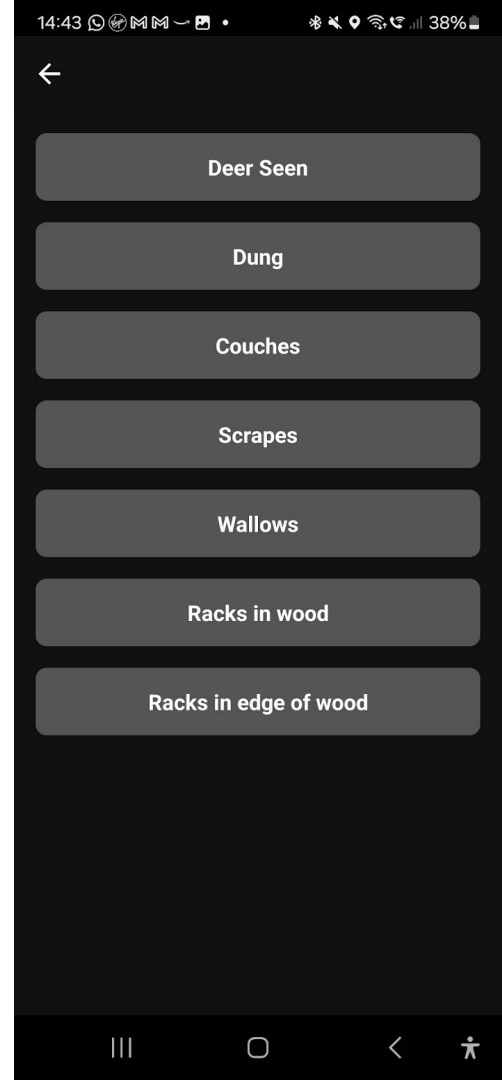 14:43
38%
Deer Seen
Dung
Couches
Scrapes
Wallows
Racks in wood
Racks in edge of wood